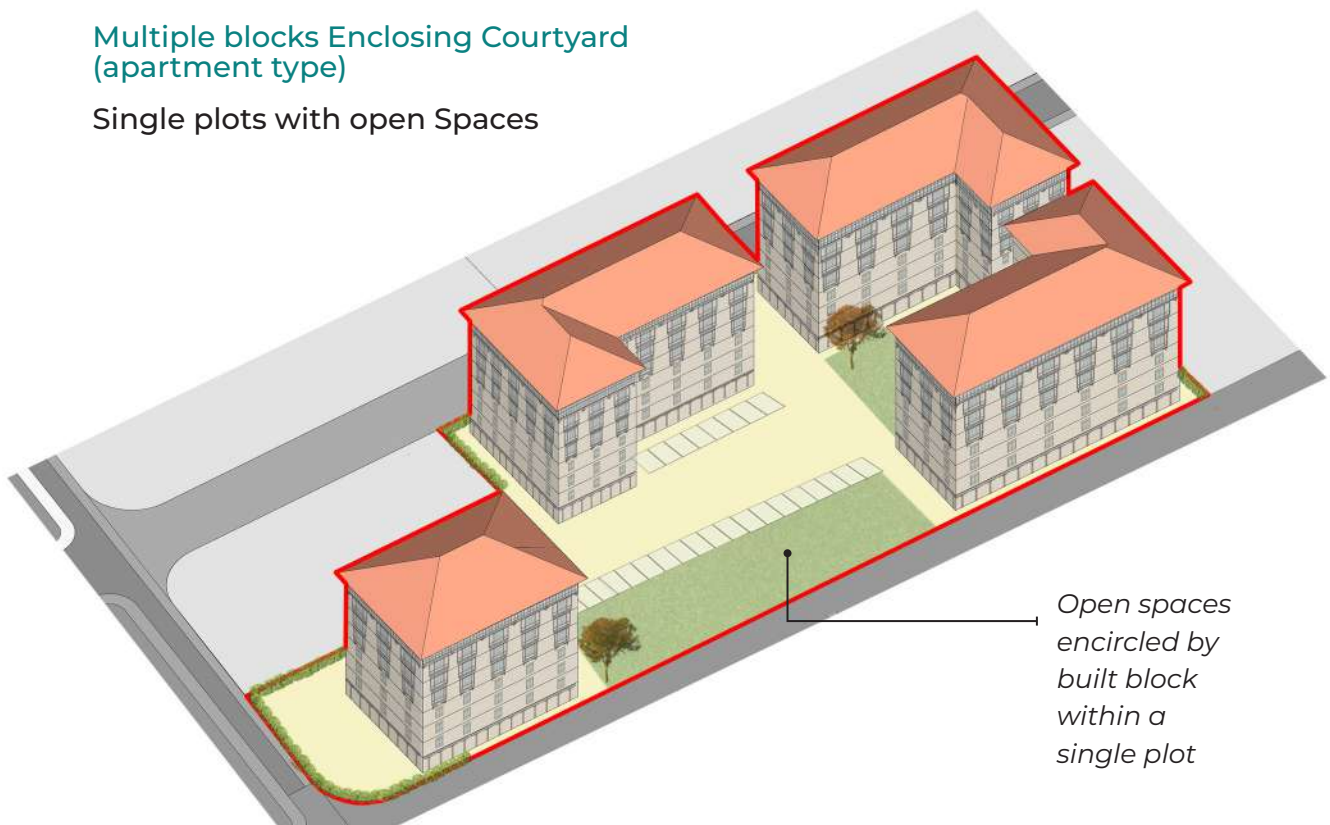 Multiple blocks Enclosing Courtyard
(apartment type)
Single plots with open Spaces
Open spaces
encircled by
built block
within a
single plot